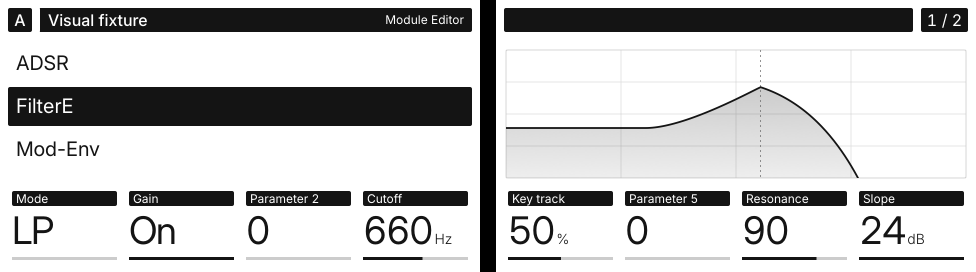 A Visual fixture Module Editor
ADSR
FilterE
Mod-Env
Mode Gain Parameter 2 Cutoff
LP On 0 660 Hz
1 / 2
Key track Parameter 5 Resonance Slope
50 % 0 90 24 dB